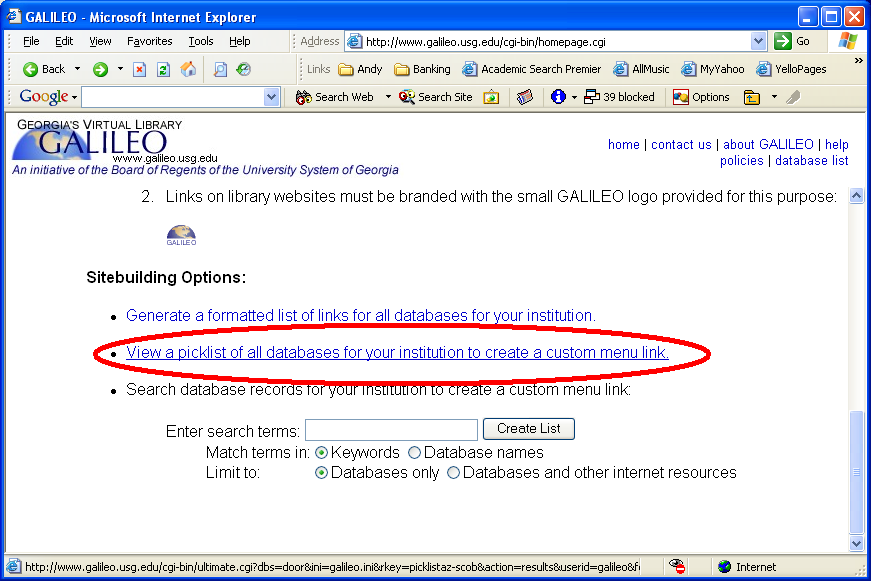 GALILEO - Microsoft Internet Explorer
File Edit View Favorites Tools Help Address http://www.galileo.usg.edu/cgi-bin/homepage.cgi Go
Back Links Andy Banking Academic Search Premier AllMusic MyYahoo YelloPages »
Google Search Web Search Site 39 blocked Options
GEORGIA'S VIRTUAL LIBRARY
GALILEO
www.galileo.usg.edu
An initiative of the Board of Regents of the University System of Georgia
home | contact us | about GALILEO | help
policies | database list
2. Links on library websites must be branded with the small GALILEO logo provided for this purpose:
GALILEO
Sitebuilding Options:
• Generate a formatted list of links for all databases for your institution.
• View a picklist of all databases for your institution to create a custom menu link.
• Search database records for your institution to create a custom menu link:
Enter search terms: Create List
Match terms in: Keywords Database names
Limit to: Databases only Databases and other internet resources
http://www.galileo.usg.edu/cgi-bin/ultimate.cgi?dbs=door&ini=galileo.ini&rkey=picklistaz-scob&action=results&userid=galileo&f Internet